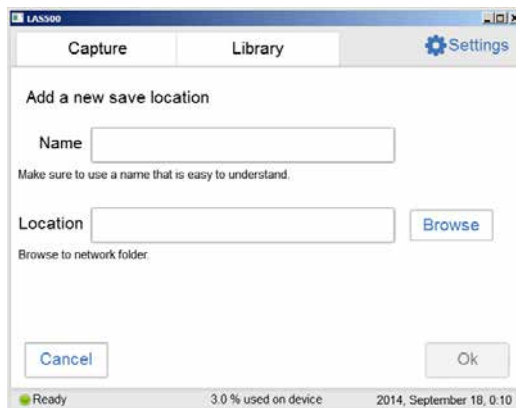 LAS500
Capture Library Settings
Add a new save location
Name
Make sure to use a name that is easy to understand.
Location Browse
Browse to network folder.
Cancel Ok
Ready 3.0 % used on device 2014, September 18, 0:10